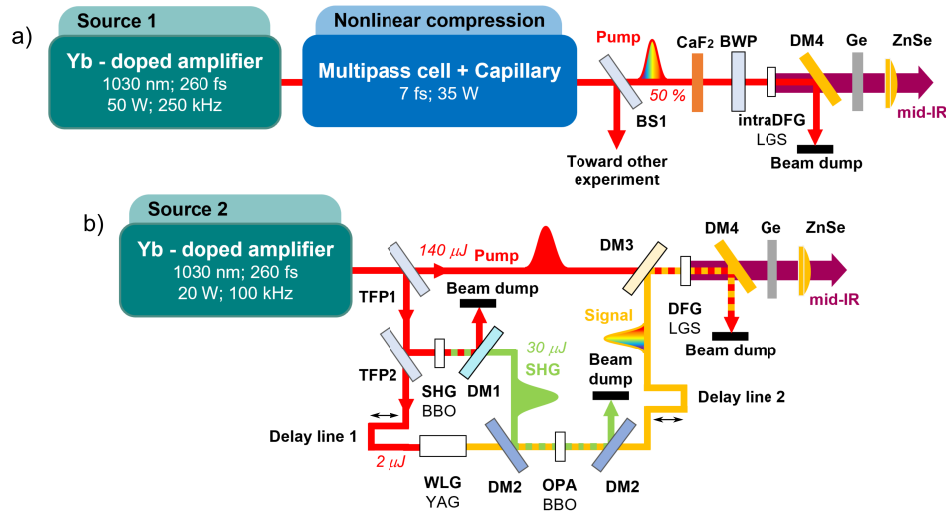 a)
Source 1
Yb - doped amplifier
1030 nm; 260 fs
50 W; 250 kHz
Nonlinear compression
Multipass cell + Capillary
7 fs; 35 W
Pump
50 %
BS1
Toward other
experiment
CaF2
BWP
intraDFG
LGS
DM4
Ge
ZnSe
mid-IR
Beam dump
b)
Source 2
Yb - doped amplifier
1030 nm; 260 fs
20 W; 100 kHz
140 µJ
Pump
TFP1
TFP2
Beam dump
SHG
BBO
DM1
30 µJ
SHG
Delay line 1
2 µJ
WLG
YAG
DM2
OPA
BBO
DM2
Beam
dump
Signal
Delay line 2
DM3
DFG
LGS
DM4
Ge
ZnSe
mid-IR
Beam dump